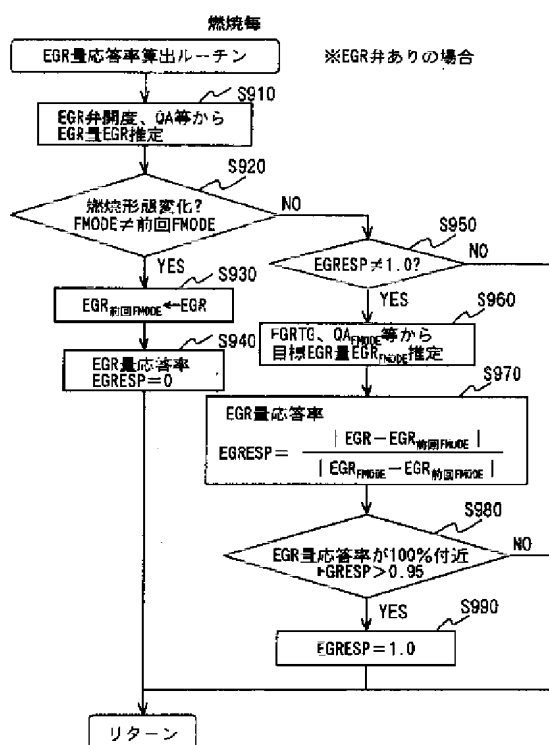 燃焼毎
EGR量応答率算出ルーチン
※EGR弁ありの場合
S910
EGR弁開度、QA等から
EGR量EGR推定
S920
燃焼形態変化?
FMODE≠前回FMODE
NO
YES
S930
EGR前回FMODE←EGR
S940
EGR量応答率
EGRESP=0
S950
EGRESP≠1.0?
NO
YES
S960
EGRTG、QAFMODE等から
目標EGR量EGRFMODE推定
S970
EGR量応答率
EGRESP= |EGR-EGR前回FMODE|
|EGRFMODE-EGR前回FMODE|
S980
EGR量応答率が100%付近
EGRESP>0.95
NO
YES
S990
EGRESP=1.0
リターン